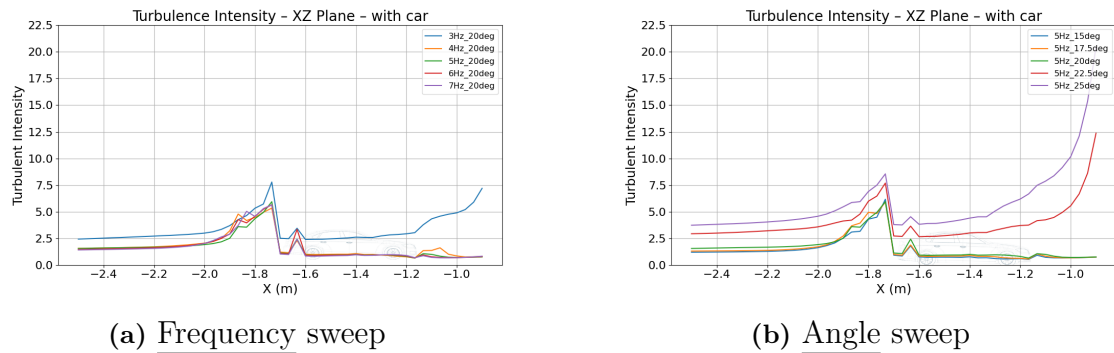 Turbulence Intensity – XZ Plane – with car
Turbulent Intensity
22.5
20.0
17.5
15.0
12.5
10.0
7.5
5.0
2.5
0.0
3Hz_20deg
4Hz_20deg
5Hz_20deg
6Hz_20deg
7Hz_20deg
−2.4 −2.2 −2.0 −1.8 −1.6 −1.4 −1.2 −1.0
X (m)
(a) Frequency sweep
Turbulence Intensity – XZ Plane – with car
Turbulent Intensity
22.5
20.0
17.5
15.0
12.5
10.0
7.5
5.0
2.5
0.0
5Hz_15deg
5Hz_17.5deg
5Hz_20deg
5Hz_22.5deg
5Hz_25deg
−2.4 −2.2 −2.0 −1.8 −1.6 −1.4 −1.2 −1.0
X (m)
(b) Angle sweep